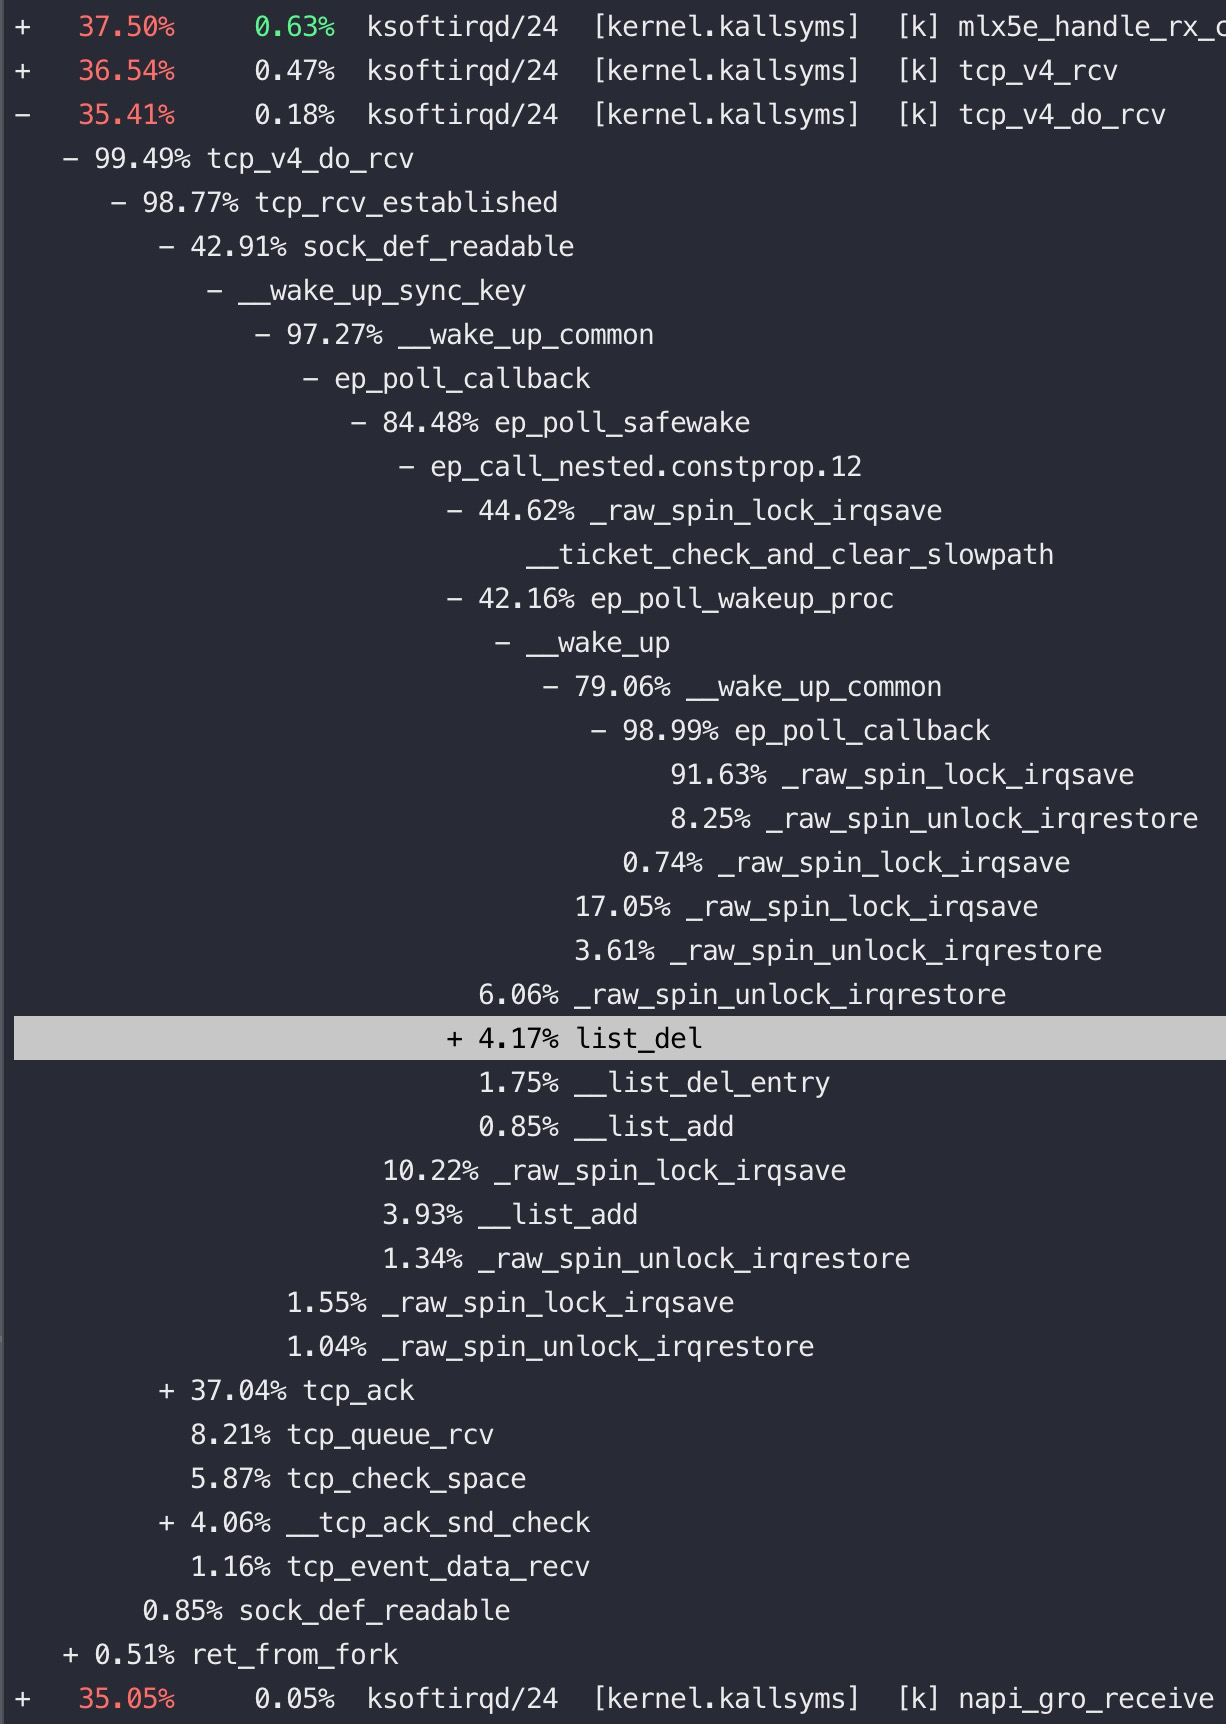 + 37.50% 0.63% ksoftirqd/24 [kernel.kallsyms] [k] mlx5e_handle_rx_c
+ 36.54% 0.47% ksoftirqd/24 [kernel.kallsyms] [k] tcp_v4_rcv
− 35.41% 0.18% ksoftirqd/24 [kernel.kallsyms] [k] tcp_v4_do_rcv
− 99.49% tcp_v4_do_rcv
− 98.77% tcp_rcv_established
− 42.91% sock_def_readable
− __wake_up_sync_key
− 97.27% __wake_up_common
− ep_poll_callback
− 84.48% ep_poll_safewake
− ep_call_nested.constprop.12
− 44.62% _raw_spin_lock_irqsave
__ticket_check_and_clear_slowpath
− 42.16% ep_poll_wakeup_proc
− __wake_up
− 79.06% __wake_up_common
− 98.99% ep_poll_callback
91.63% _raw_spin_lock_irqsave
8.25% _raw_spin_unlock_irqrestore
0.74% _raw_spin_lock_irqsave
17.05% _raw_spin_lock_irqsave
3.61% _raw_spin_unlock_irqrestore
6.06% _raw_spin_unlock_irqrestore
+ 4.17% list_del
1.75% __list_del_entry
0.85% __list_add
10.22% _raw_spin_lock_irqsave
3.93% __list_add
1.34% _raw_spin_unlock_irqrestore
1.55% _raw_spin_lock_irqsave
1.04% _raw_spin_unlock_irqrestore
+ 37.04% tcp_ack
8.21% tcp_queue_rcv
5.87% tcp_check_space
+ 4.06% __tcp_ack_snd_check
1.16% tcp_event_data_recv
0.85% sock_def_readable
+ 0.51% ret_from_fork
+ 35.05% 0.05% ksoftirqd/24 [kernel.kallsyms] [k] napi_gro_receive